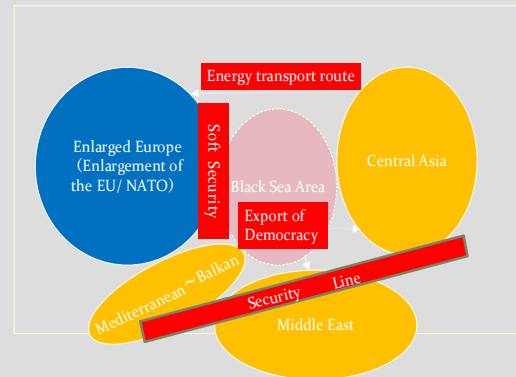 Energy transport route
Enlarged Europe
(Enlargement of
the EU/ NATO)
Soft Security
Black Sea Area
Central Asia
Export of
Democracy
Mediterranean～Balkan
Security Line
Middle East